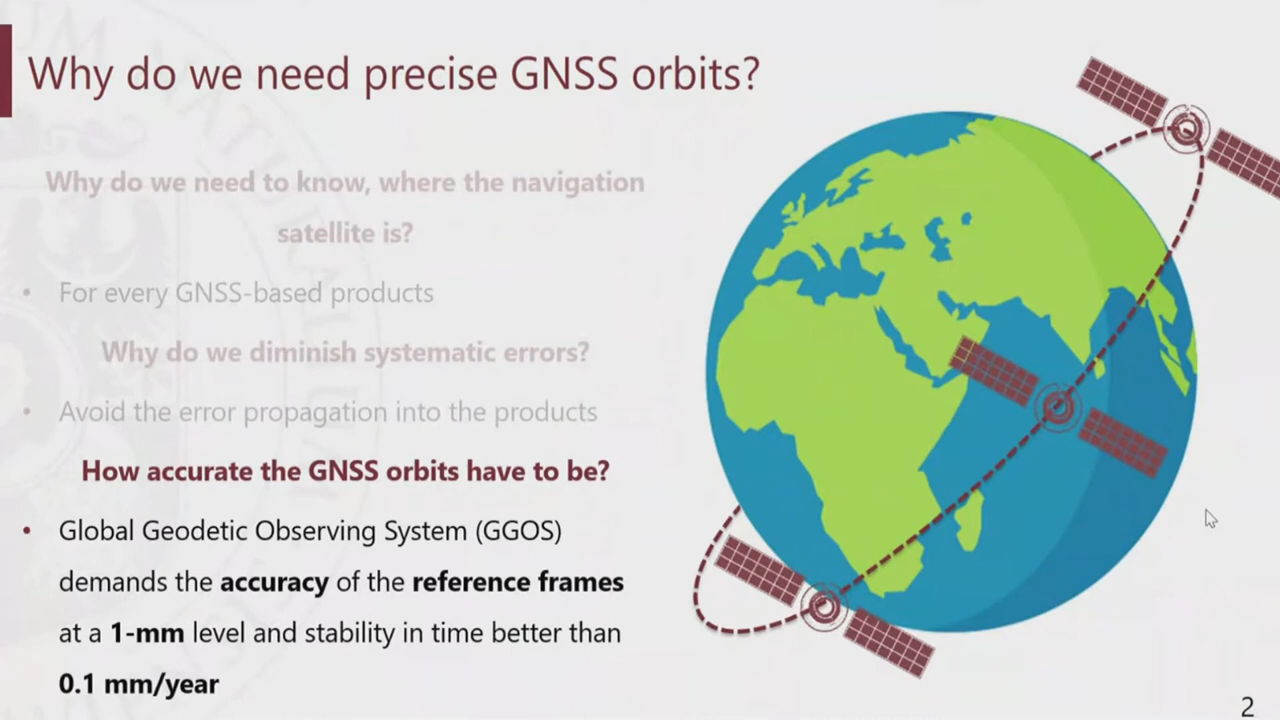 Why do we need precise GNSS orbits?
Why do we need to know, where the navigation
satellite is?
• For every GNSS-based products
Why do we diminish systematic errors?
• Avoid the error propagation into the products
How accurate the GNSS orbits have to be?
• Global Geodetic Observing System (GGOS)
demands the accuracy of the reference frames
at a 1-mm level and stability in time better than
0.1 mm/year
2